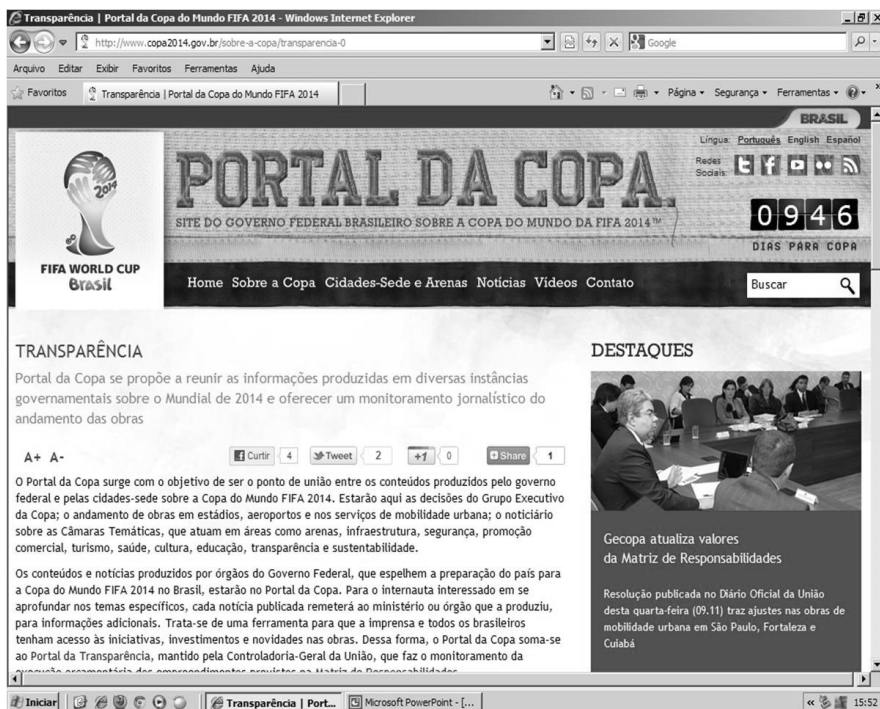 Transparência | Portal da Copa do Mundo FIFA 2014 - Windows Internet Explorer
http://www.copa2014.gov.br/sobre-a-copa/transparencia-0
Google
Arquivo Editar Exibir Favoritos Ferramentas Ajuda
Favoritos
Transparência | Portal da Copa do Mundo FIFA 2014
Página Segurança Ferramentas
BRASIL
Língua: Português English Español
Redes Sociais:
2014
FIFA WORLD CUP
Brasil
PORTAL DA COPA
SITE DO GOVERNO FEDERAL BRASILEIRO SOBRE A COPA DO MUNDO DA FIFA 2014™
0946
DIAS PARA COPA
Home Sobre a Copa Cidades-Sede e Arenas Notícias Vídeos Contato
Buscar
TRANSPARÊNCIA
Portal da Copa se propõe a reunir as informações produzidas em diversas instâncias
governamentais sobre o Mundial de 2014 e oferecer um monitoramento jornalístico do
andamento das obras
A+ A-
Curtir 4 Tweet 2 +1 0 Share 1
O Portal da Copa surge com o objetivo de ser o ponto de união entre os conteúdos produzidos pelo governo
federal e pelas cidades-sede sobre a Copa do Mundo FIFA 2014. Estarão aqui as decisões do Grupo Executivo
da Copa; o andamento de obras em estádios, aeroportos e nos serviços de mobilidade urbana; o noticiário
sobre as Câmaras Temáticas, que atuam em áreas como arenas, infraestrutura, segurança, promoção
comercial, turismo, saúde, cultura, educação, transparência e sustentabilidade.
Os conteúdos e notícias produzidos por órgãos do Governo Federal, que espelhem a preparação do país para
a Copa do Mundo FIFA 2014 no Brasil, estarão no Portal da Copa. Para o internauta interessado em se
aprofundar nos temas específicos, cada notícia publicada remeterá ao ministério ou órgão que a produziu,
para informações adicionais. Trata-se de uma ferramenta para que a imprensa e todos os brasileiros
tenham acesso às iniciativas, investimentos e novidades nas obras. Dessa forma, o Portal da Copa soma-se
ao Portal da Transparência, mantido pela Controladoria-Geral da União, que faz o monitoramento da
execução orçamentária dos empreendimentos previstos na Matriz de Responsabilidades
DESTAQUES
Gecopa atualiza valores
da Matriz de Responsabilidades
Resolução publicada no Diário Oficial da União
desta quarta-feira (09.11) traz ajustes nas obras de
mobilidade urbana em São Paulo, Fortaleza e
Cuiabá
Iniciar
Transparência | Port...
Microsoft PowerPoint - [...
15:52